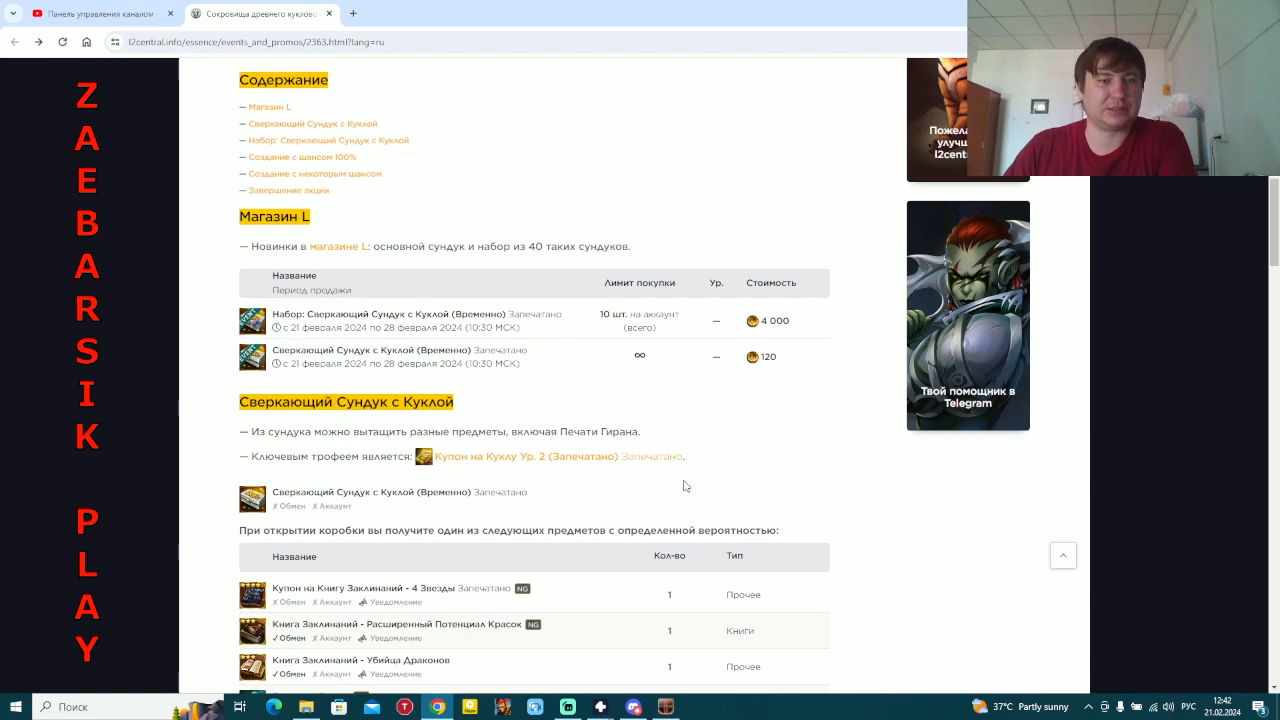 Панель управления каналом
Сокровища древнего куклов
l2central.info/essence/events_and_promos/2363.html?lang=ru
Z
A
E
B
A
R
S
I
K
P
L
A
Y
Содержание
— Магазин L
— Сверкающий Сундук с Куклой
— Набор: Сверкающий Сундук с Куклой
— Создание с шансом 100%
— Создание с некоторым шансом
— Завершение акции
Магазин L
— Новинки в магазине L: основной сундук и набор из 40 таких сундуков.
Название
Период продажи
Лимит покупки
Ур.
Стоимость
EVENT
Набор: Сверкающий Сундук с Куклой (Временно) Запечатано
с 21 февраля 2024 по 28 февраля 2024 (10:30 МСК)
10 шт. на аккаунт
(всего)
—
4 000
EVENT
Сверкающий Сундук с Куклой (Временно) Запечатано
с 21 февраля 2024 по 28 февраля 2024 (10:30 МСК)
∞
—
120
Сверкающий Сундук с Куклой
— Из сундука можно вытащить разные предметы, включая Печати Гирана.
— Ключевым трофеем является: Купон на Куклу Ур. 2 (Запечатано) Запечатано.
Сверкающий Сундук с Куклой (Временно) Запечатано
✗ Обмен ✗ Аккаунт
При открытии коробки вы получите один из следующих предметов с определенной вероятностью:
Название
Кол-во
Тип
Купон на Книгу Заклинаний - 4 Звезды Запечатано NG
✗ Обмен ✗ Аккаунт Уведомление
1
Прочее
Книга Заклинаний - Расширенный Потенциал Красок NG
✓ Обмен ✗ Аккаунт Уведомление
1
Книги
Книга Заклинаний - Убийца Драконов
✓ Обмен ✗ Аккаунт Уведомление
1
Прочее
Пожела
улучш
l2centr
Твой помощник в
Telegram
Поиск
37°C Partly sunny
РУС
12:42
21.02.2024
3